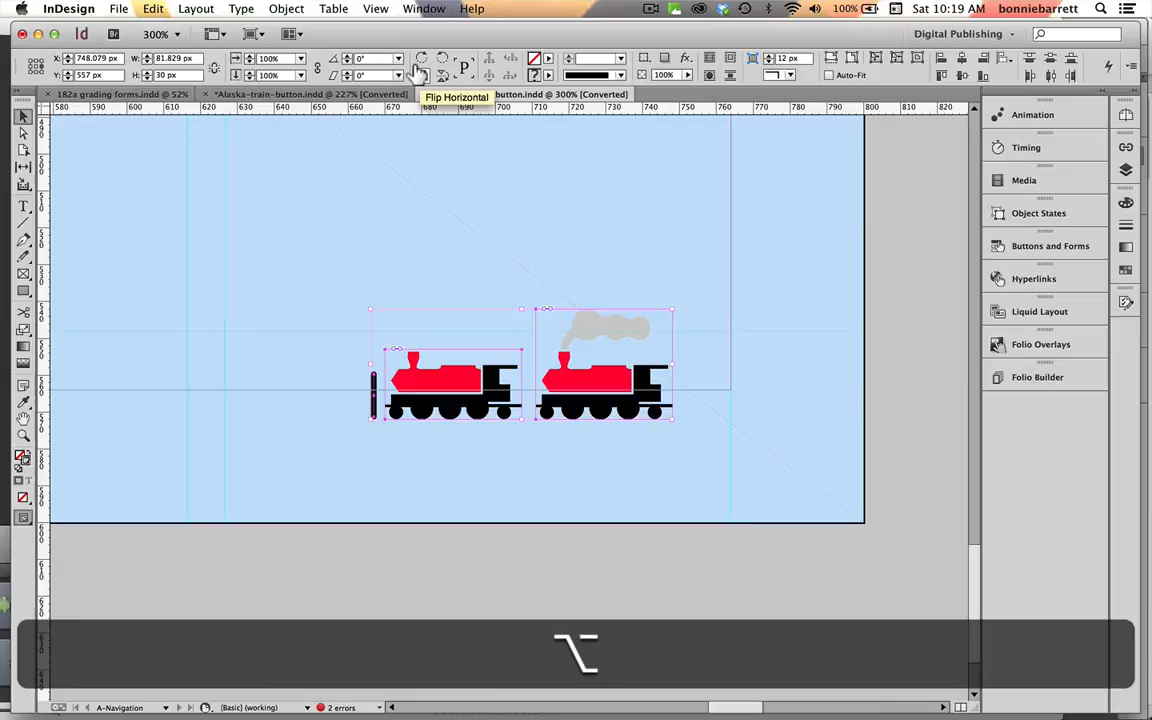 InDesign File Edit Layout Type Object Table View Window Help 100% Sat 10:19 AM bonniebarrett
Id Br 300% Digital Publishing
X: 748.079 px W: 81.829 px 100% 0° 12 px
Y: 557 px H: 30 px 100% 0° P 100% Auto-Fit
Flip Horizontal
182a grading forms.indd @ 52% *Alaska-train-button.indd @ 227% [Converted] button.indd @ 300% [Converted]
580 590 600 610 620 630 640 650 660 670 680 690 700 710 720 730 740 750 760 770 780 790 800 810 820
Animation
Timing
Media
Object States
Buttons and Forms
Hyperlinks
Liquid Layout
Folio Overlays
Folio Builder
A-Navigation [Basic] (working) 2 errors